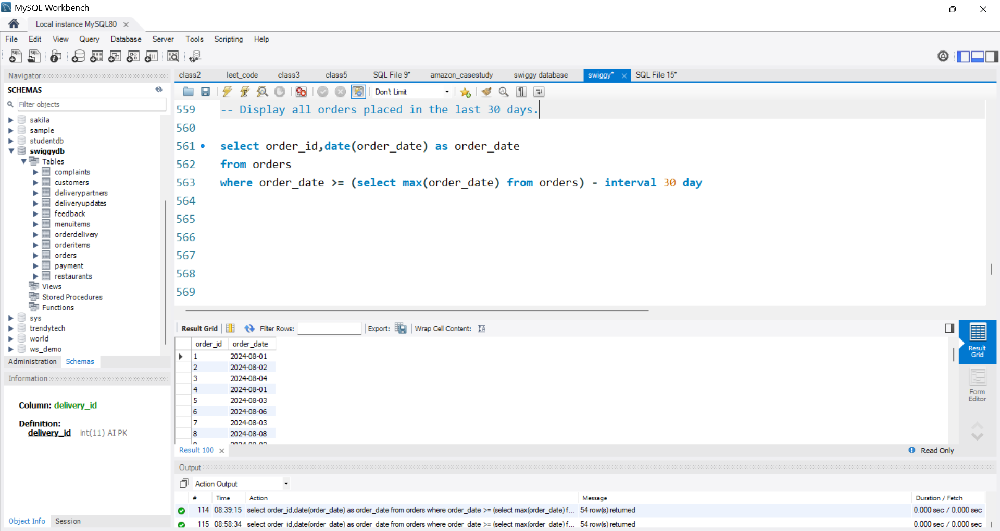 MySQL Workbench
Local instance MySQL80
File Edit View Query Database Server Tools Scripting Help
Navigator
SCHEMAS
Filter objects
sakila
sample
studentdb
swiggydb
Tables
complaints
customers
deliverypartners
deliveryupdates
feedback
menuitems
orderdelivery
orderitems
orders
payment
restaurants
Views
Stored Procedures
Functions
sys
trendytech
world
ws_demo
Administration Schemas
Information
Column: delivery_id
Definition:
delivery_id int(11) AI PK
Object Info Session
class2 leet_code class3 class5 SQL File 9* amazon_casestudy swiggy database swiggy* SQL File 15*
Don't Limit
559 -- Display all orders placed in the last 30 days.
560
561 select order_id,date(order_date) as order_date
562 from orders
563 where order_date >= (select max(order_date) from orders) - interval 30 day
564
565
566
567
568
569
Result Grid Filter Rows: Export: Wrap Cell Content:
order_id order_date
1 2024-08-01
2 2024-08-02
3 2024-08-04
4 2024-08-01
5 2024-08-03
6 2024-08-06
7 2024-08-03
8 2024-08-08
Result Grid
Form Editor
Result 100
Read Only
Output
Action Output
# Time Action Message Duration / Fetch
114 08:39:15 select order_id,date(order_date) as order_date from orders where order_date >= (select max(order_date) f... 54 row(s) returned 0.000 sec / 0.000 sec
115 08:58:34 select order_id,date(order_date) as order_date from orders where order_date >= (select max(order_date) f... 54 row(s) returned 0.000 sec / 0.000 sec